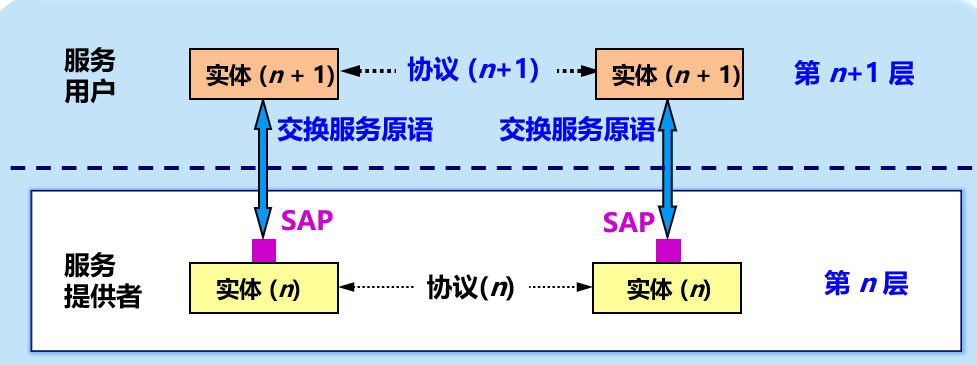 服务
用户
实体 (n + 1)
协议 (n+1)
实体 (n + 1)
第 n+1 层
交换服务原语
交换服务原语
SAP
SAP
服务
提供者
实体 (n)
协议(n)
实体 (n)
第 n 层